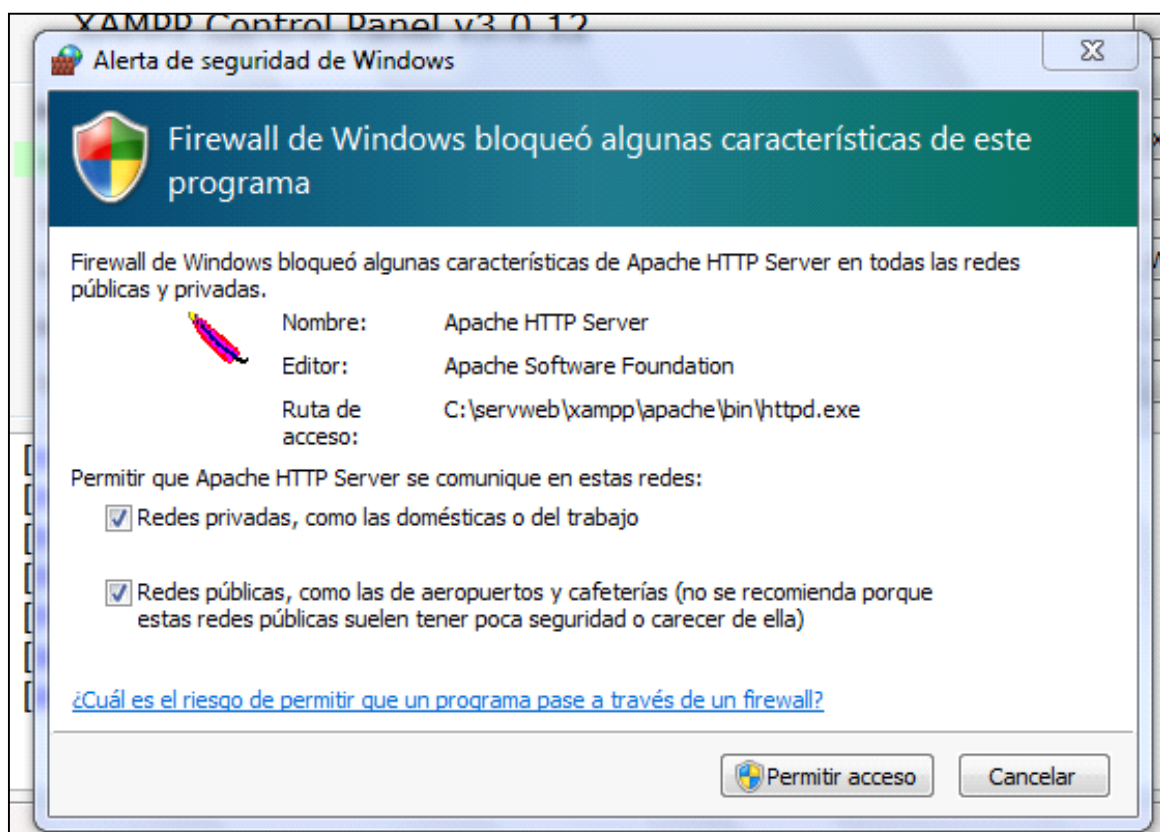 XAMPP Control Panel v3.0.12
Alerta de seguridad de Windows
Firewall de Windows bloqueó algunas características de este
programa
Firewall de Windows bloqueó algunas características de Apache HTTP Server en todas las redes
públicas y privadas.
Nombre: Apache HTTP Server
Editor: Apache Software Foundation
Ruta de acceso: C:\servweb\xampp\apache\bin\httpd.exe
Permitir que Apache HTTP Server se comunique en estas redes:
Redes privadas, como las domésticas o del trabajo
Redes públicas, como las de aeropuertos y cafeterías (no se recomienda porque
estas redes públicas suelen tener poca seguridad o carecer de ella)
¿Cuál es el riesgo de permitir que un programa pase a través de un firewall?
Permitir acceso Cancelar